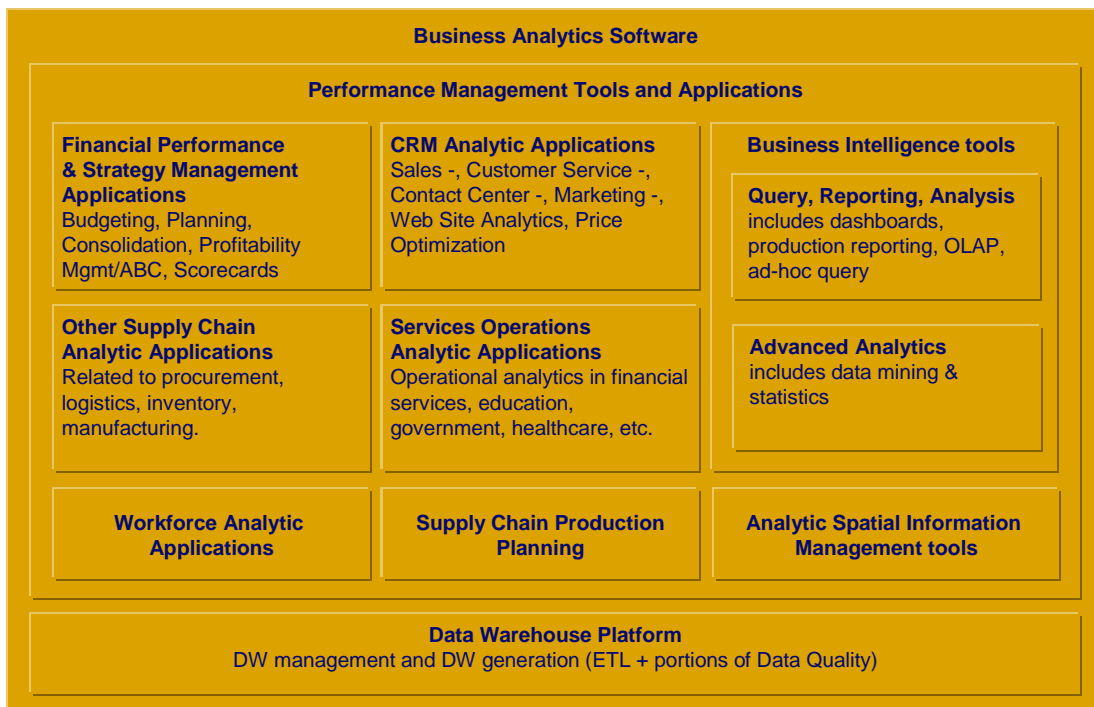 Business Analytics Software
Performance Management Tools and Applications
Financial Performance
& Strategy Management
Applications
Budgeting, Planning,
Consolidation, Profitability
Mgmt/ABC, Scorecards
CRM Analytic Applications
Sales -, Customer Service -,
Contact Center -, Marketing -,
Web Site Analytics, Price
Optimization
Business Intelligence tools
Query, Reporting, Analysis
includes dashboards,
production reporting, OLAP,
ad-hoc query
Advanced Analytics
includes data mining &
statistics
Other Supply Chain
Analytic Applications
Related to procurement,
logistics, inventory,
manufacturing.
Services Operations
Analytic Applications
Operational analytics in financial
services, education,
government, healthcare, etc.
Workforce Analytic
Applications
Supply Chain Production
Planning
Analytic Spatial Information
Management tools
Data Warehouse Platform
DW management and DW generation (ETL + portions of Data Quality)